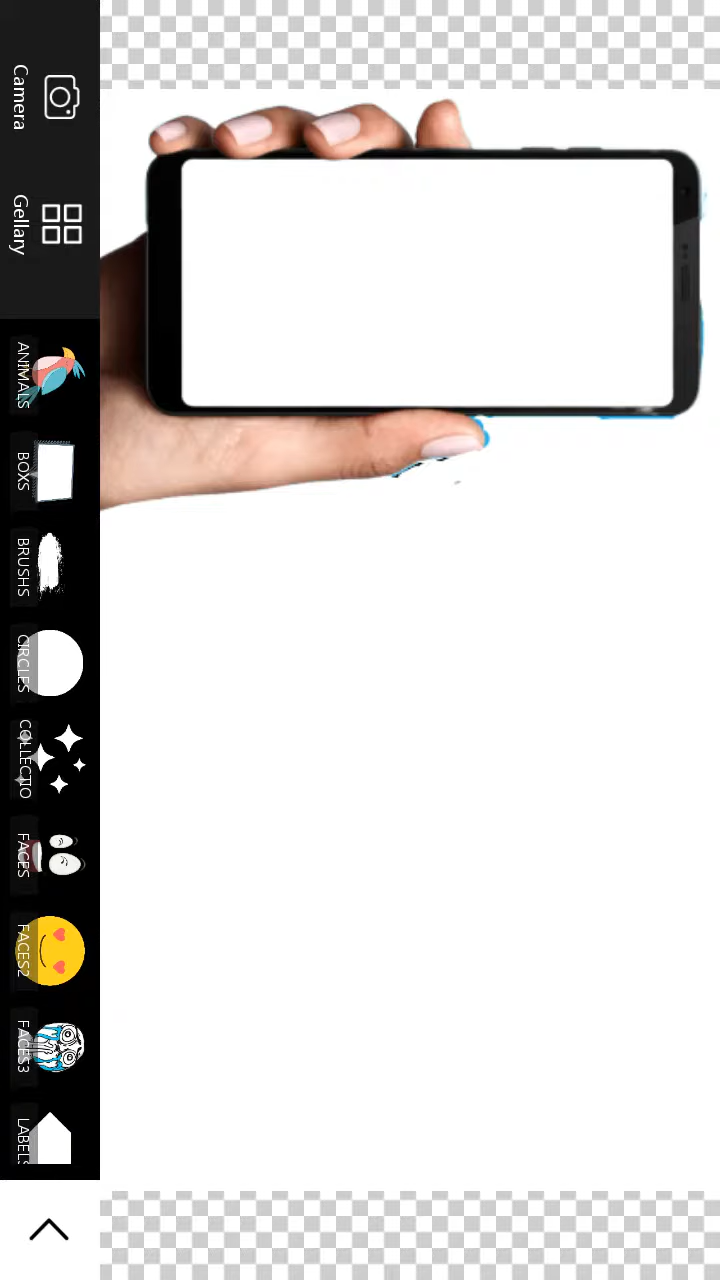 Camera
Gellary
ANIMALS
BOXS
BRUSHS
CIRCLES
COLLECTIO
FACES
FACES2
FACES3
LABELS